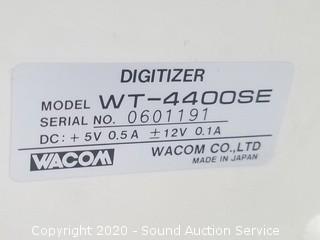 DIGITIZER
MODEL WT-4400SE
SERIAL NO. 0601191
DC: +5V 0.5A ±12V 0.1A
WACOM WACOM CO.,LTD
MADE IN JAPAN
Copyright 2020 - Sound Auction Service